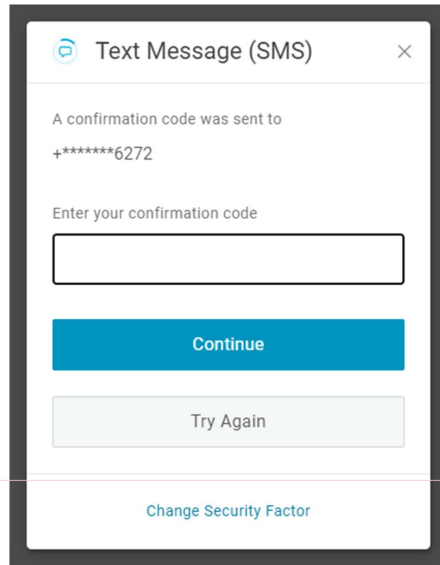 Text Message (SMS)
A confirmation code was sent to
+*******6272
Enter your confirmation code
Continue
Try Again
Change Security Factor